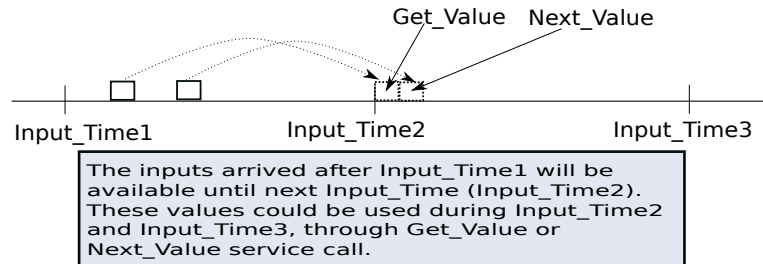 Get_Value Next_Value
Input_Time1 Input_Time2 Input_Time3
The inputs arrived after Input_Time1 will be
available until next Input_Time (Input_Time2).
These values could be used during Input_Time2
and Input_Time3, through Get_Value or
Next_Value service call.